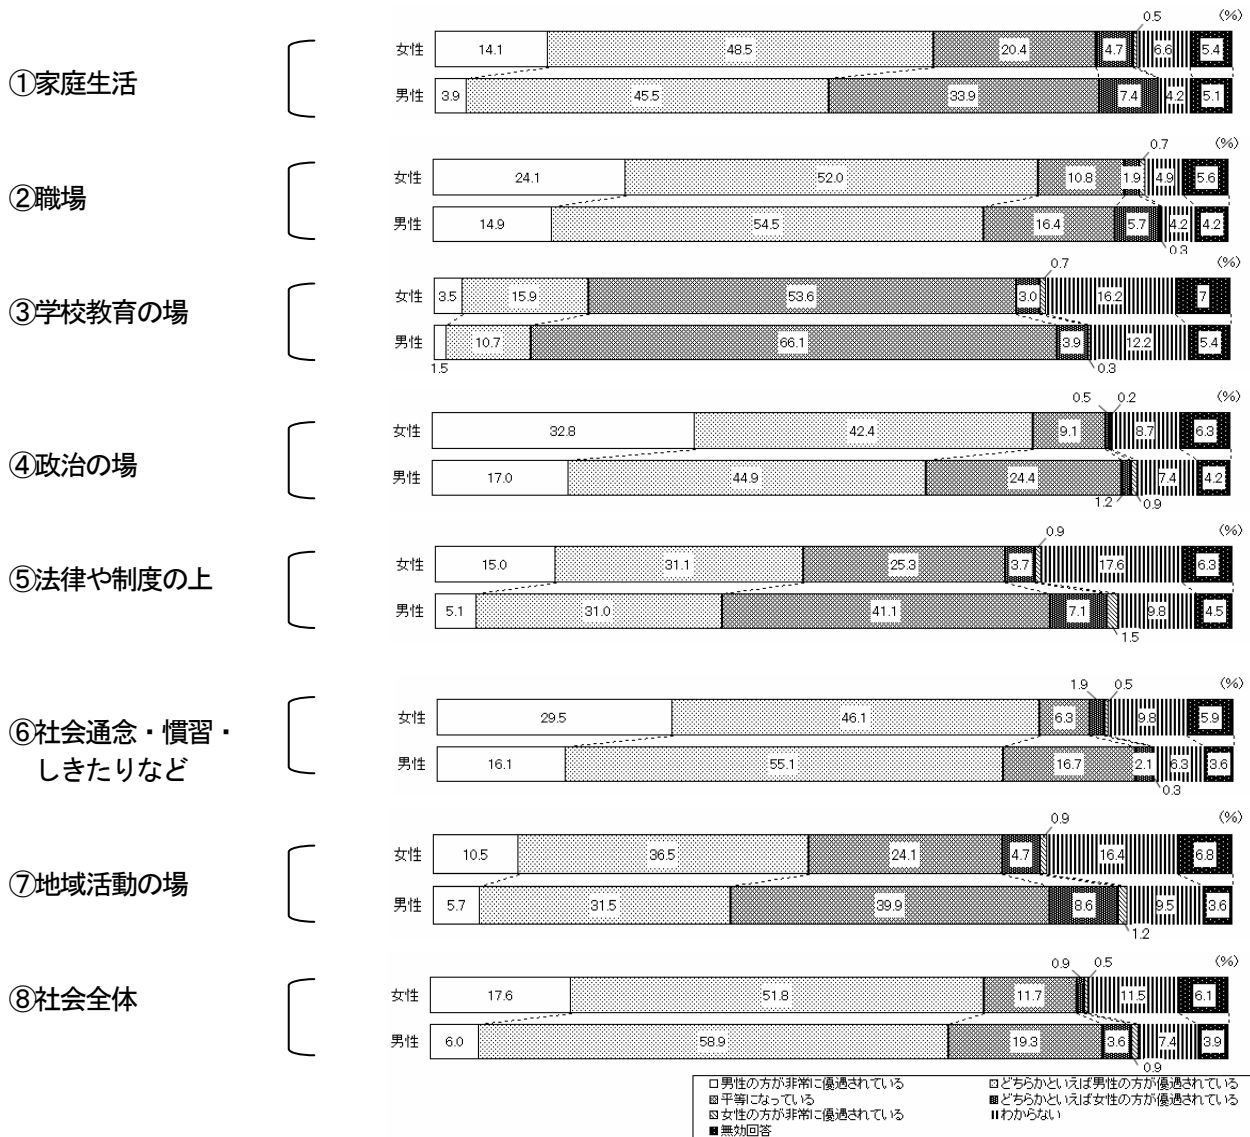 0.5
(%)
①家庭生活
女性 14.1 48.5 20.4 4.7 6.6 5.4
男性 3.9 45.5 33.9 7.4 4.2 5.1
0.7
(%)
②職場
女性 24.1 52.0 10.8 1.9 4.9 5.6
男性 14.9 54.5 16.4 5.7 4.2 4.2
0.3
0.7
(%)
③学校教育の場
女性 3.5 15.9 53.6 3.0 16.2 7
男性 10.7 66.1 3.9 12.2 5.4
1.5
0.3
0.5 0.2
(%)
④政治の場
女性 32.8 42.4 9.1 8.7 6.3
男性 17.0 44.9 24.4 7.4 4.2
1.2
0.9
0.9
(%)
⑤法律や制度の上
女性 15.0 31.1 25.3 3.7 17.6 6.3
男性 5.1 31.0 41.1 7.1 9.8 4.5
1.5
1.9 0.5
(%)
⑥社会通念・慣習・
しきたりなど
女性 29.5 46.1 6.3 9.8 5.9
男性 16.1 55.1 16.7 2.1 6.3 3.6
0.3
0.9
(%)
⑦地域活動の場
女性 10.5 36.5 24.1 4.7 16.4 6.8
男性 5.7 31.5 39.9 8.6 9.5 3.6
1.2
0.9 0.5
(%)
⑧社会全体
女性 17.6 51.8 11.7 11.5 6.1
男性 6.0 58.9 19.3 3.6 7.4 3.9
0.9
男性の方が非常に優遇されている
どちらかといえば男性の方が優遇されている
平等になっている
どちらかといえば女性の方が優遇されている
女性の方が非常に優遇されている
わからない
無効回答